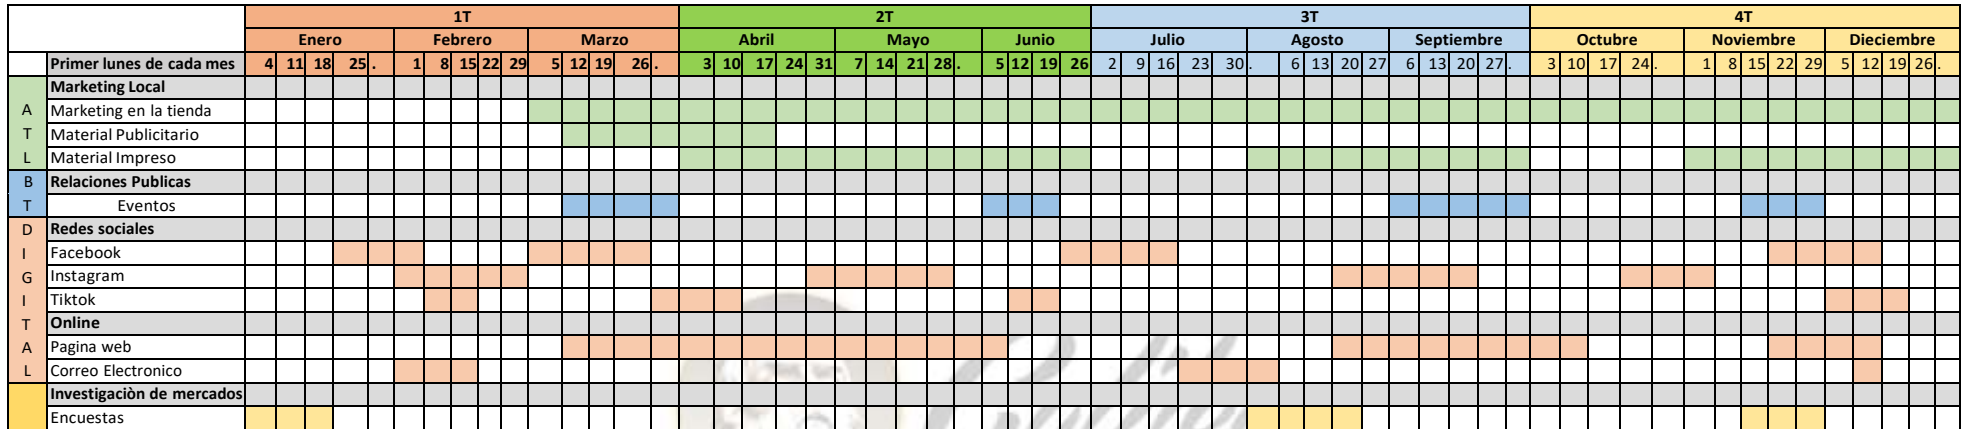 1T 2T 3T 4T
Enero Febrero Marzo Abril Mayo Junio Julio Agosto Septiembre Octubre Noviembre Dieciembre
Primer lunes de cada mes 4 11 18 25 . 1 8 15 22 29 5 12 19 26 . 3 10 17 24 31 7 14 21 28 . 5 12 19 26 2 9 16 23 30 . 6 13 20 27 6 13 20 27 . 3 10 17 24 . 1 8 15 22 29 5 12 19 26 .
Marketing Local
A Marketing en la tienda
T Material Publicitario
L Material Impreso
B Relaciones Publicas
T Eventos
D Redes sociales
I Facebook
G Instagram
I Tiktok
T Online
A Pagina web
L Correo Electronico
Investigaciòn de mercados
Encuestas